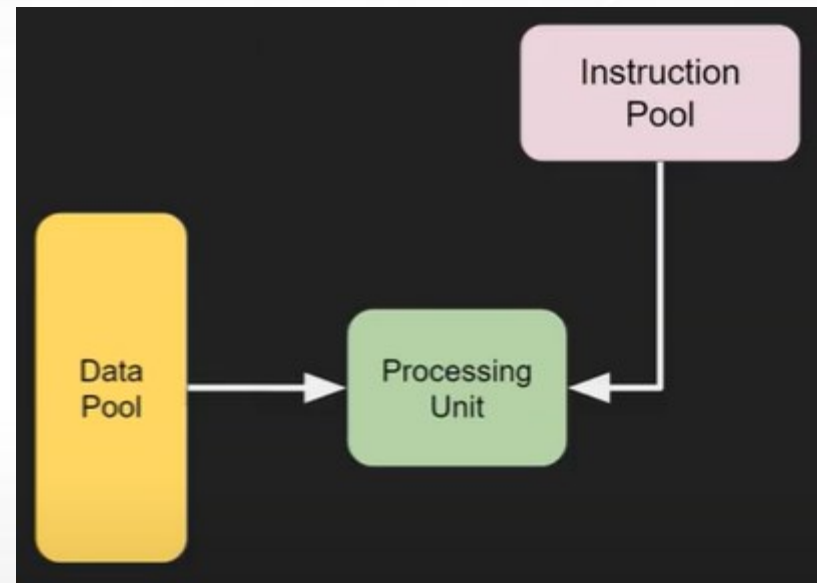 Instruction
Pool
Data
Pool
Processing
Unit